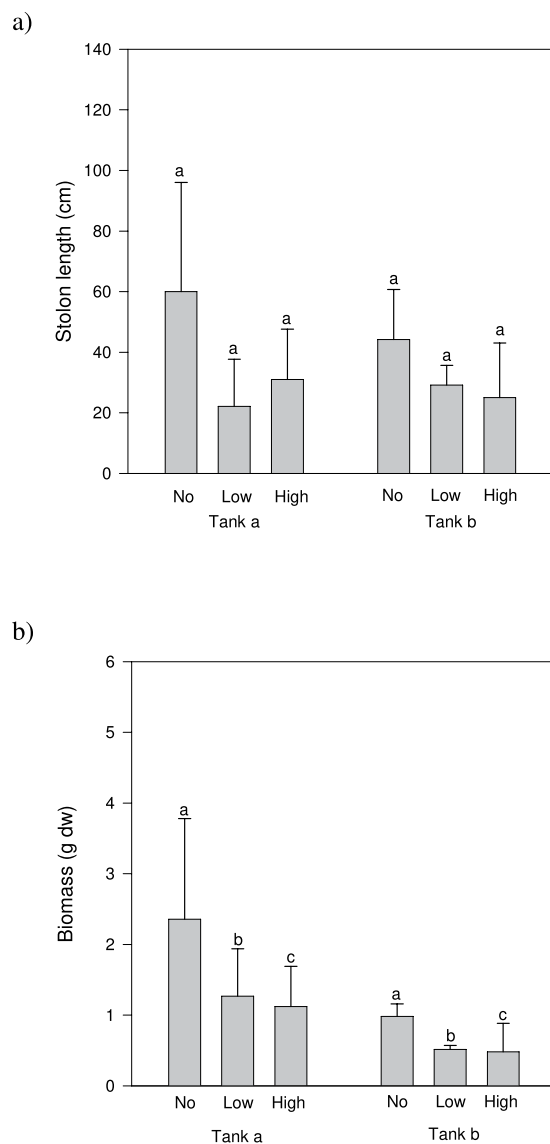 a)
140
120
100
80
60
40
20
0
Stolon length (cm)
a
a
a
a
a
a
No Low High No Low High
Tank a Tank b
b)
6
5
4
3
2
1
0
Biomass (g dw)
a
b
c
a
b
c
No Low High No Low High
Tank a Tank b